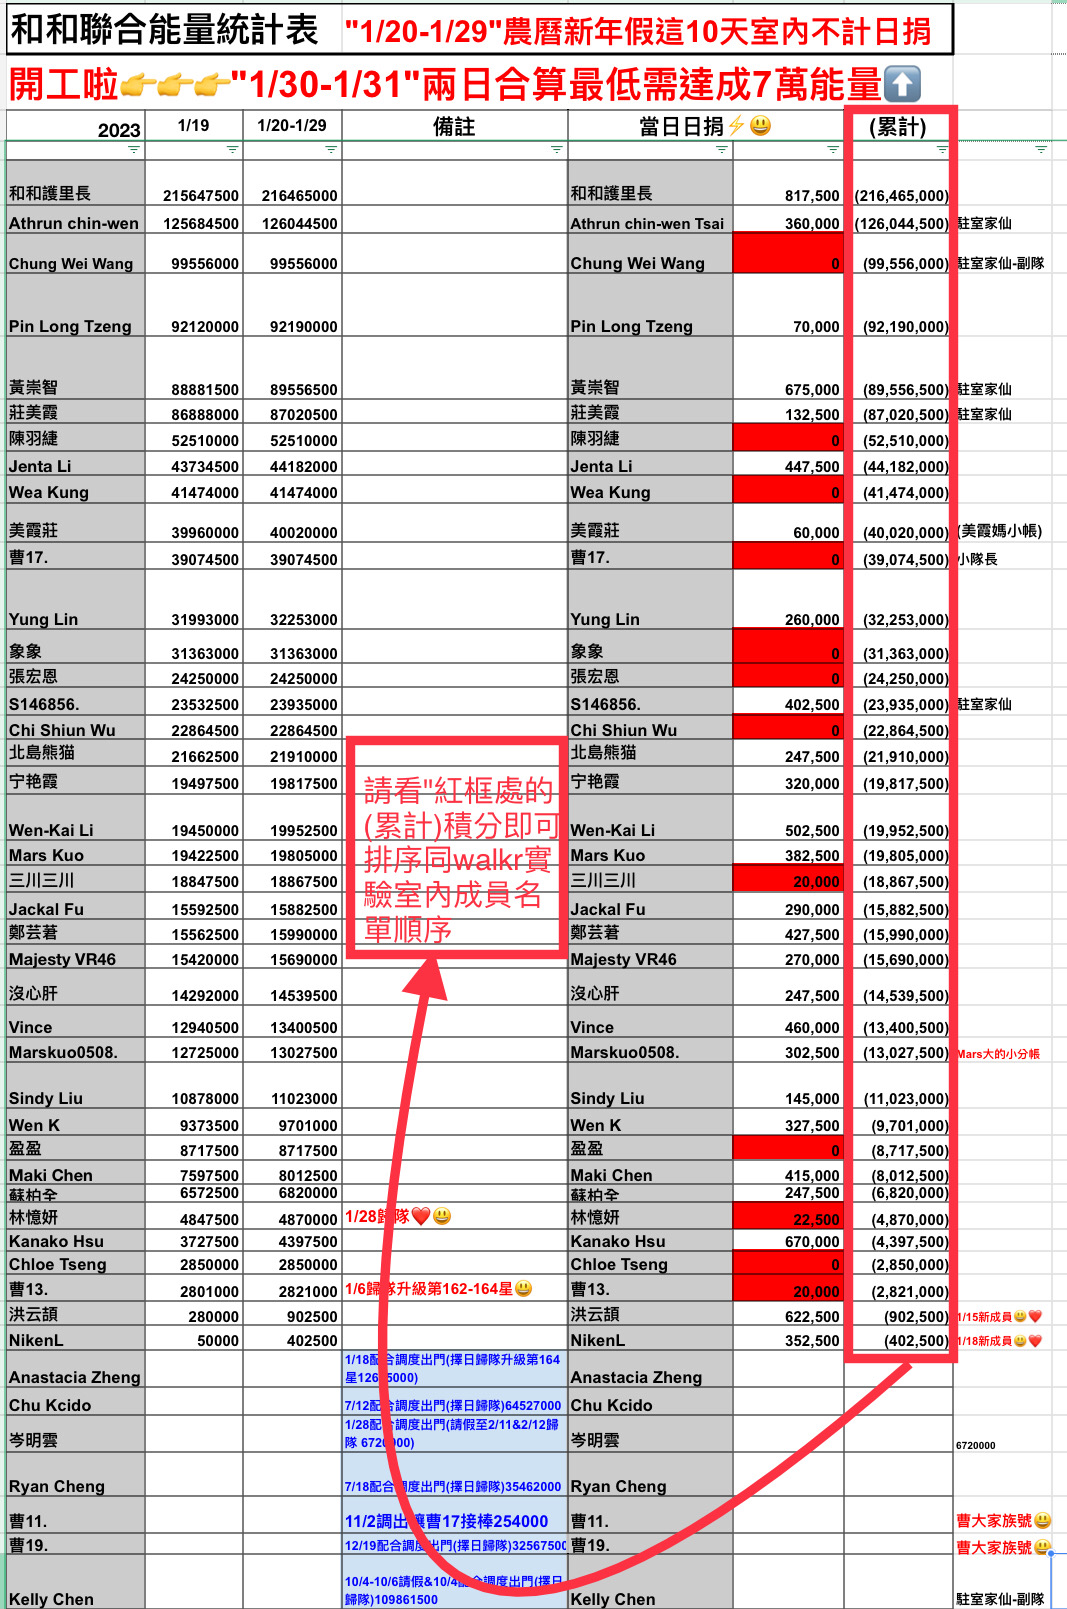 和和聯合能量統計表 "1/20-1/29"農曆新年假這10天室內不計日捐
開工啦👉👉👉"1/30-1/31"兩日合算最低需達成7萬能量⬆️
2023 1/19 1/20-1/29 備註 當日日捐⚡😃 (累計)
和和護里長 215647500 216465000 和和護里長 817,500 (216,465,000)
Athrun chin-wen 125684500 126044500 Athrun chin-wen Tsai 360,000 (126,044,500) 駐室家仙
Chung Wei Wang 99556000 99556000 Chung Wei Wang 0 (99,556,000) 駐室家仙-副隊
Pin Long Tzeng 92120000 92190000 Pin Long Tzeng 70,000 (92,190,000)
黃崇智 88881500 89556500 黃崇智 675,000 (89,556,500) 駐室家仙
莊美霞 86888000 87020500 莊美霞 132,500 (87,020,500) 駐室家仙
陳羽緁 52510000 52510000 陳羽緁 0 (52,510,000)
Jenta Li 43734500 44182000 Jenta Li 447,500 (44,182,000)
Wea Kung 41474000 41474000 Wea Kung 0 (41,474,000)
美霞莊 39960000 40020000 美霞莊 60,000 (40,020,000) (美霞媽小帳)
曹17. 39074500 39074500 曹17. 0 (39,074,500) 小隊長
Yung Lin 31993000 32253000 Yung Lin 260,000 (32,253,000)
象象 31363000 31363000 象象 0 (31,363,000)
張宏恩 24250000 24250000 張宏恩 0 (24,250,000)
S146856. 23532500 23935000 S146856. 402,500 (23,935,000) 駐室家仙
Chi Shiun Wu 22864500 22864500 Chi Shiun Wu 0 (22,864,500)
北島熊猫 21662500 21910000 北島熊猫 247,500 (21,910,000)
宁艳霞 19497500 19817500 宁艳霞 320,000 (19,817,500)
請看"紅框處的
(累計)積分即可
排序同walkr實
驗室內成員名
單順序
Wen-Kai Li 19450000 19952500 Wen-Kai Li 502,500 (19,952,500)
Mars Kuo 19422500 19805000 Mars Kuo 382,500 (19,805,000)
三川三川 18847500 18867500 三川三川 20,000 (18,867,500)
Jackal Fu 15592500 15882500 Jackal Fu 290,000 (15,882,500)
鄭芸著 15562500 15990000 鄭芸著 427,500 (15,990,000)
Majesty VR46 15420000 15690000 Majesty VR46 270,000 (15,690,000)
沒心肝 14292000 14539500 沒心肝 247,500 (14,539,500)
Vince 12940500 13400500 Vince 460,000 (13,400,500)
Marskuo0508. 12725000 13027500 Marskuo0508. 302,500 (13,027,500) Mars大的小分帳
Sindy Liu 10878000 11023000 Sindy Liu 145,000 (11,023,000)
Wen K 9373500 9701000 Wen K 327,500 (9,701,000)
盈盈 8717500 8717500 盈盈 0 (8,717,500)
Maki Chen 7597500 8012500 Maki Chen 415,000 (8,012,500)
蘇柏全 6572500 6820000 蘇柏全 247,500 (6,820,000)
林憶妍 4847500 4870000 1/28歸隊❤️😃 林憶妍 22,500 (4,870,000)
Kanako Hsu 3727500 4397500 Kanako Hsu 670,000 (4,397,500)
Chloe Tseng 2850000 2850000 Chloe Tseng 0 (2,850,000)
曹13. 2801000 2821000 1/6歸隊升級第162-164星😃 曹13. 20,000 (2,821,000)
洪云頡 280000 902500 洪云頡 622,500 (902,500) 1/15新成員😃❤️
NikenL 50000 402500 NikenL 352,500 (402,500) 1/18新成員😃❤️
1/18配合調度出門(擇日歸隊升級第164
Anastacia Zheng Anastacia Zheng
Chu Kcido 7/12配合調度出門(擇日歸隊)64527000 Chu Kcido
1/28配合調度出門(請假至2/11&2/12歸
隊 6720000)
岑明雲 岑明雲 6720000
Ryan Cheng 7/18配合調度出門(擇日歸隊)35462000 Ryan Cheng
曹11. 11/2調出讓曹17接棒254000 曹11. 曹大家族號😃
曹19. 12/19配合調度出門(擇日歸隊)32567500 曹19. 曹大家族號😃
10/4-10/6請假&10/4配合調度出門(擇日
歸隊)109861500
Kelly Chen Kelly Chen 駐室家仙-副隊